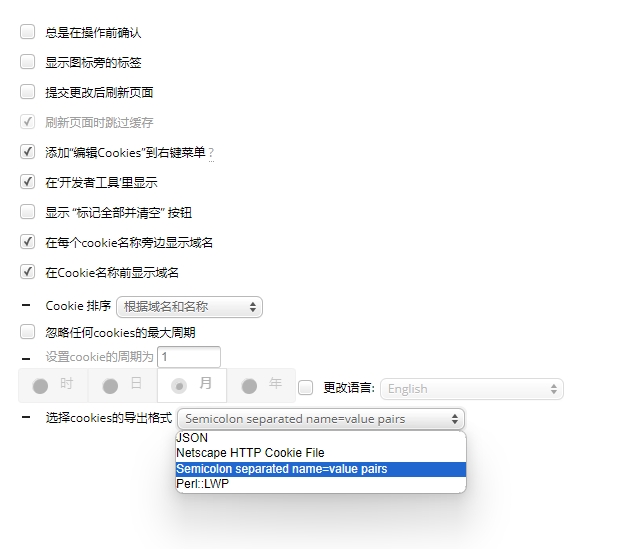 总是在操作前确认
显示图标旁的标签
提交更改后刷新页面
刷新页面时跳过缓存
添加“编辑Cookies”到右键菜单 ?
在‘开发者工具’里显示
显示 “标记全部并清空” 按钮
在每个cookie名称旁边显示域名
在Cookie名称前显示域名
Cookie 排序 根据域名和名称
忽略任何cookies的最大周期
设置cookie的周期为 1
时 日 月 年 更改语言: English
选择cookies的导出格式 Semicolon separated name=value pairs
JSON
Netscape HTTP Cookie File
Semicolon separated name=value pairs
Perl::LWP